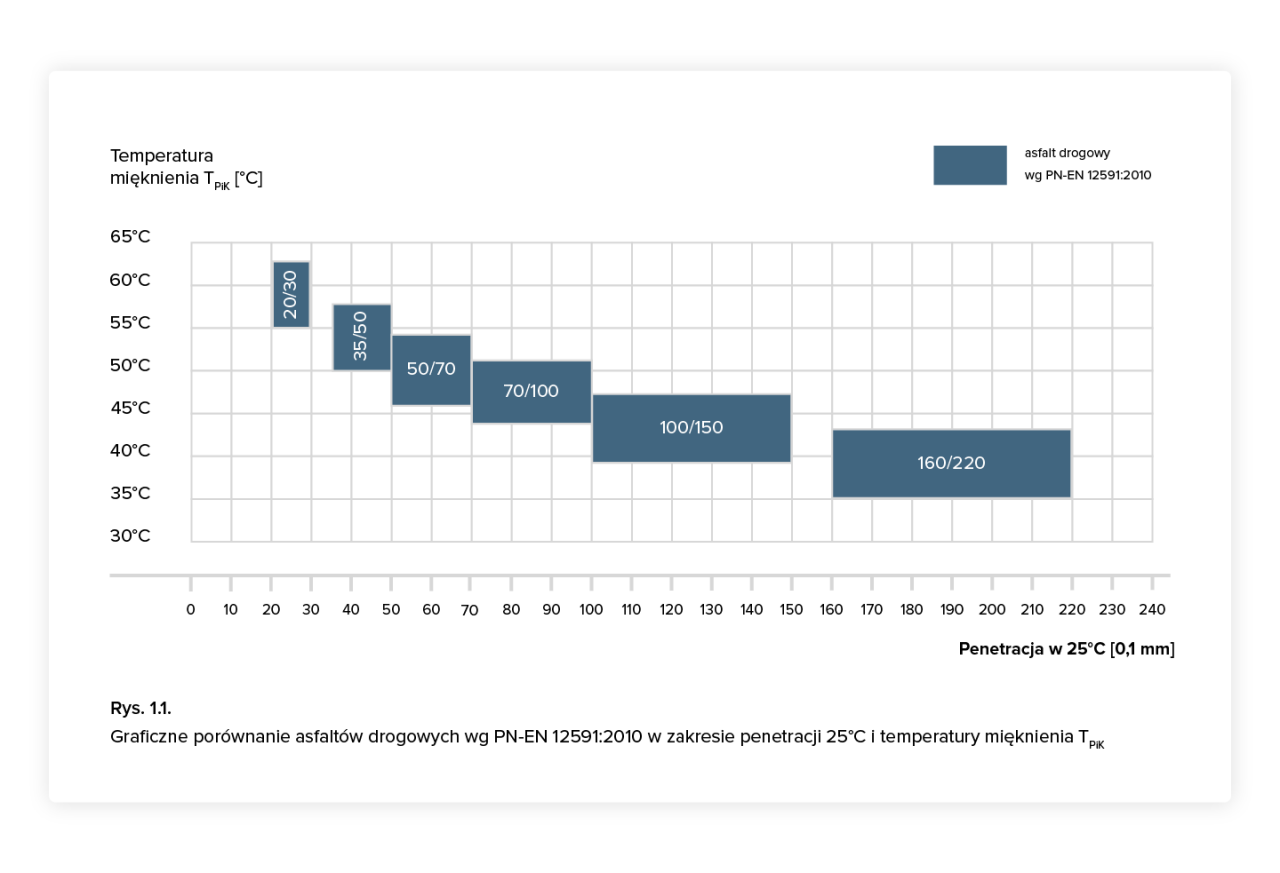 Temperatura
mięknienia TPiK [°C]
asfalt drogowy
wg PN-EN 12591:2010
65°C
60°C
55°C
50°C
45°C
40°C
35°C
30°C
20/30
35/50
50/70
70/100
100/150
160/220
0 10 20 30 40 50 60 70 80 90 100 110 120 130 140 150 160 170 180 190 200 210 220 230 240
Penetracja w 25°C [0,1 mm]
Rys. 1.1.
Graficzne porównanie asfaltów drogowych wg PN-EN 12591:2010 w zakresie penetracji 25°C i temperatury mięknienia TPiK